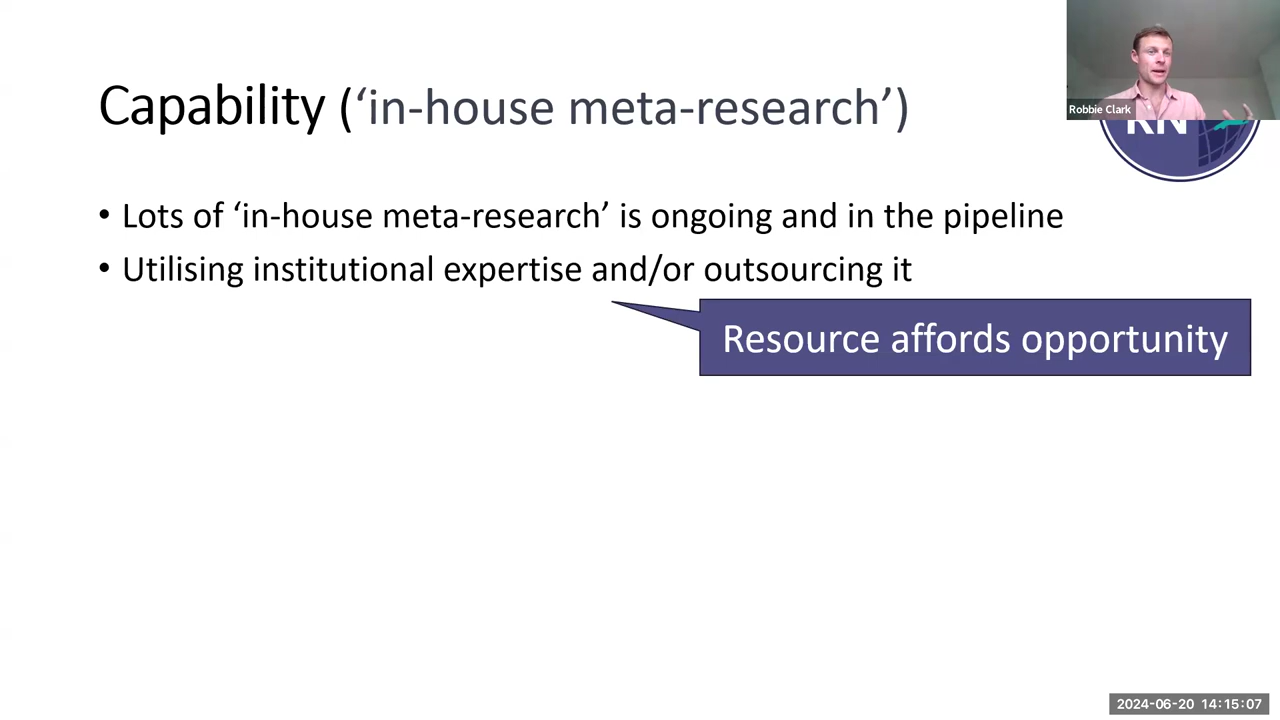 Capability (‘in-house meta-research’)
Robbie Clark
RN
• Lots of ‘in-house meta-research’ is ongoing and in the pipeline
• Utilising institutional expertise and/or outsourcing it
Resource affords opportunity
2024-06-20 14:15:07